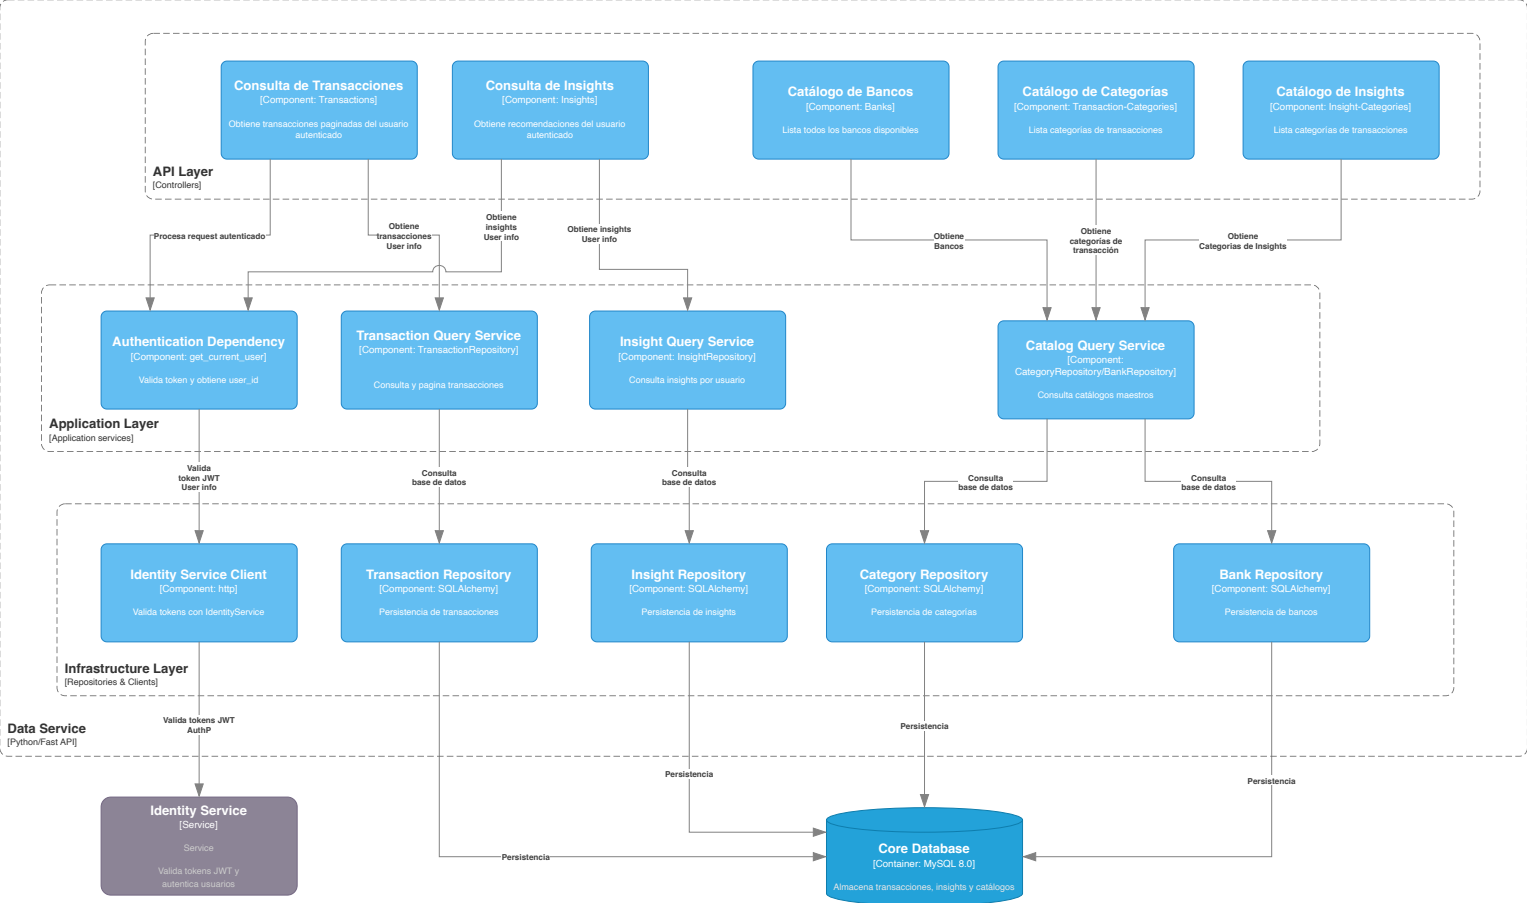 Consulta de Transacciones
[Component: Transactions]
Obtiene transacciones paginadas del usuario
autenticado
Consulta de Insights
[Component: Insights]
Obtiene recomendaciones del usuario
autenticado
Catálogo de Bancos
[Component: Banks]
Lista todos los bancos disponibles
Catálogo de Categorías
[Component: Transaction-Categories]
Lista categorías de transacciones
Catálogo de Insights
[Component: Insight-Categories]
Lista categorías de transacciones
API Layer
[Controllers]
Procesa request autenticado
Obtiene
transacciones
User info
Obtiene
insights
User info
Obtiene insights
User info
Obtiene
Bancos
Obtiene
categorías de
transacción
Obtiene
Categorías de Insights
Authentication Dependency
[Component: get_current_user]
Valida token y obtiene user_id
Transaction Query Service
[Component: TransactionRepository]
Consulta y pagina transacciones
Insight Query Service
[Component: InsightRepository]
Consulta insights por usuario
Catalog Query Service
[Component:
CategoryRepository/BankRepository]
Consulta catálogos maestros
Application Layer
[Application services]
Valida
token JWT
User info
Consulta
base de datos
Consulta
base de datos
Consulta
base de datos
Consulta
base de datos
Identity Service Client
[Component: http]
Valida tokens con IdentityService
Transaction Repository
[Component: SQLAlchemy]
Persistencia de transacciones
Insight Repository
[Component: SQLAlchemy]
Persistencia de insights
Category Repository
[Component: SQLAlchemy]
Persistencia de categorías
Bank Repository
[Component: SQLAlchemy]
Persistencia de bancos
Infrastructure Layer
[Repositories & Clients]
Valida tokens JWT
AuthP
Data Service
[Python/Fast API]
Persistencia
Persistencia
Persistencia
Persistencia
Identity Service
[Service]
Service
Valida tokens JWT y
autentica usuarios
Core Database
[Container: MySQL 8.0]
Almacena transacciones, insights y catálogos